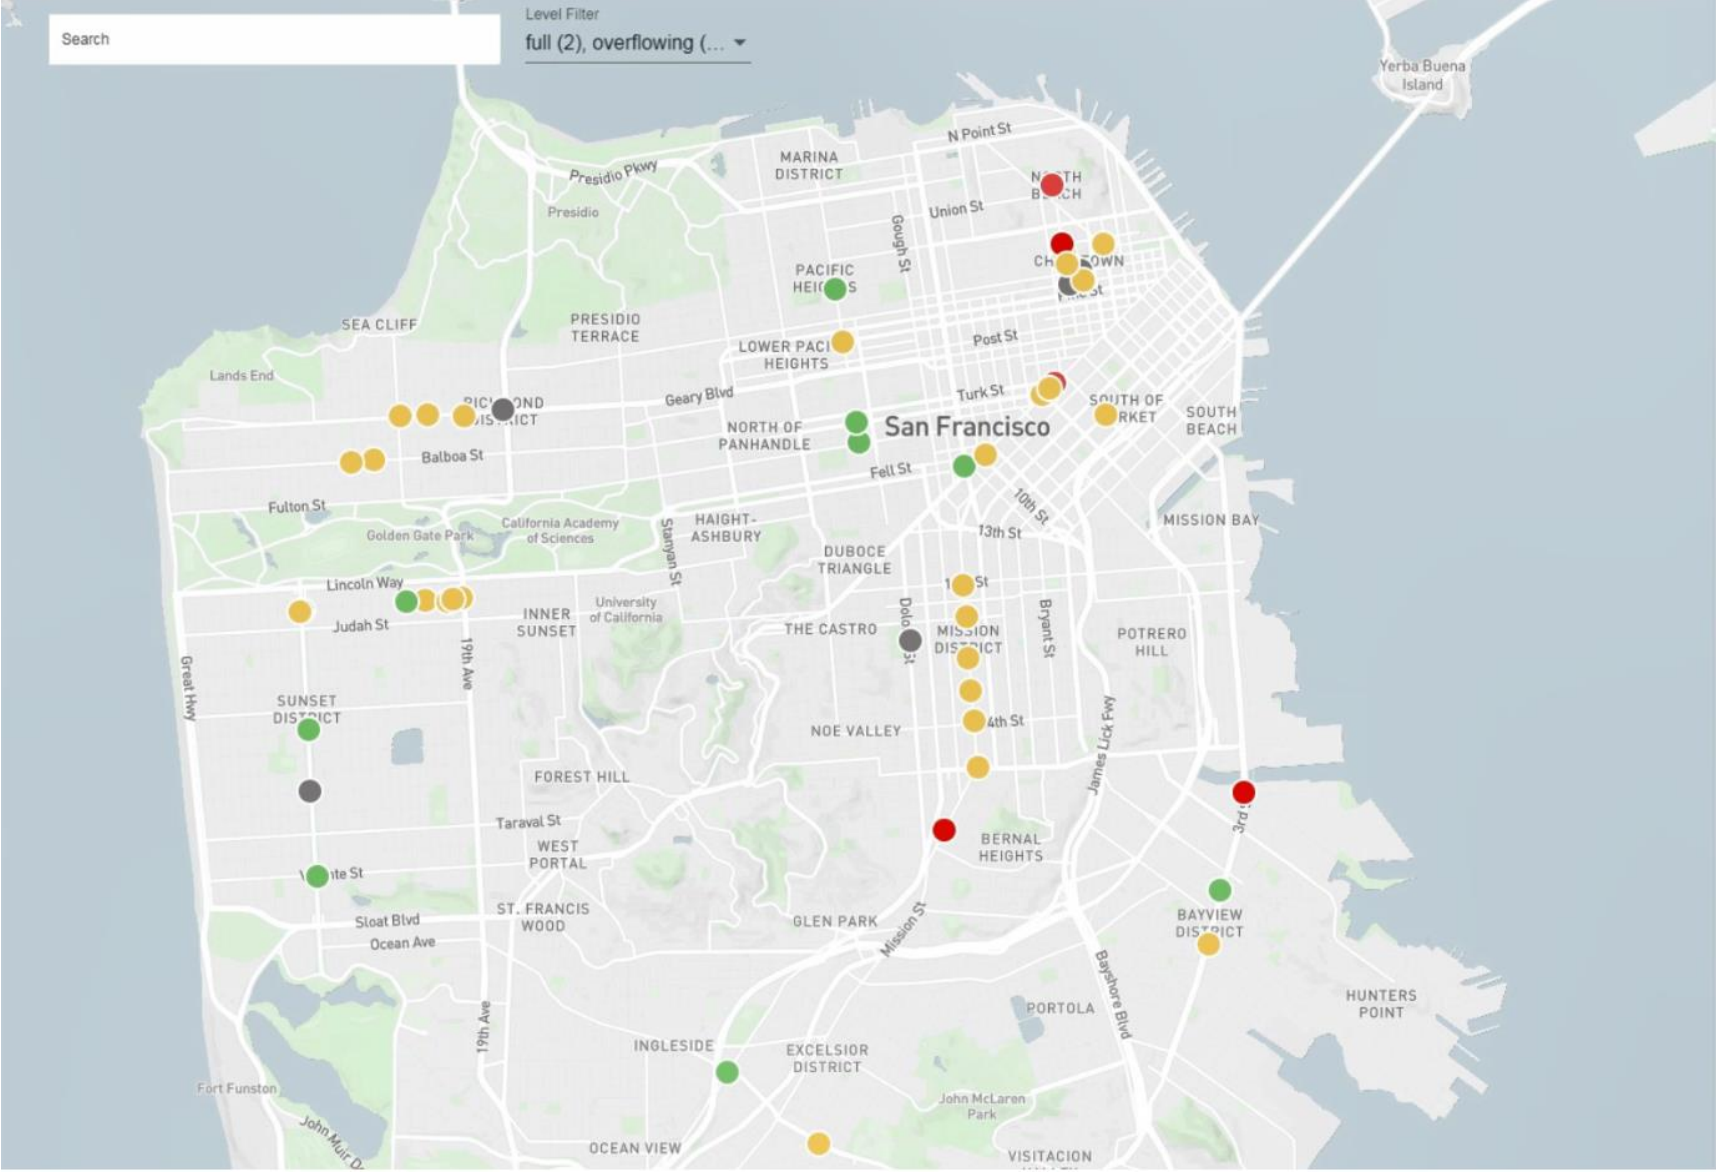 Level Filter
Search
full (2), overflowing (...
Yerba Buena
Island
N Point St
MARINA
DISTRICT
Presidio Pkwy
Presidio
Union St
Gough St
PACIFIC
SEA CLIFF
PRESIDIO
TERRACE
LOWER
HEIGHTS
Post St
Lands End
Geary Blvd
Turk St
SOUTH OF
SOUTH
BEACH
San Francisco
NORTH OF
PANHANDLE
Balboa St
Fell St
Fulton St
10th St
Golden Gate Park
California Academy
of Sciences
Stanyan St
HAIGHT-
ASHBURY
13th St
MISSION BAY
DUBOCE
TRIANGLE
Lincoln Way
Judah St
INNER
SUNSET
University
of California
THE CASTRO
MISSION
Bryant St
POTRERO
HILL
Great Hwy
19th Ave
SUNSET
DISTRICT
NOE VALLEY
4th St
James Lick Fwy
FOREST HILL
Taraval St
WEST
PORTAL
BERNAL
HEIGHTS
3rd
Sloat Blvd
Ocean Ave
ST. FRANCIS
WOOD
GLEN PARK
Mission St
BAYVIEW
DISTRICT
Bayshore Blvd
HUNTERS
POINT
PORTOLA
19th Ave
INGLESIDE
EXCELSIOR
DISTRICT
Fort Funston
John McLaren
Park
John Muir
OCEAN VIEW
VISITACION